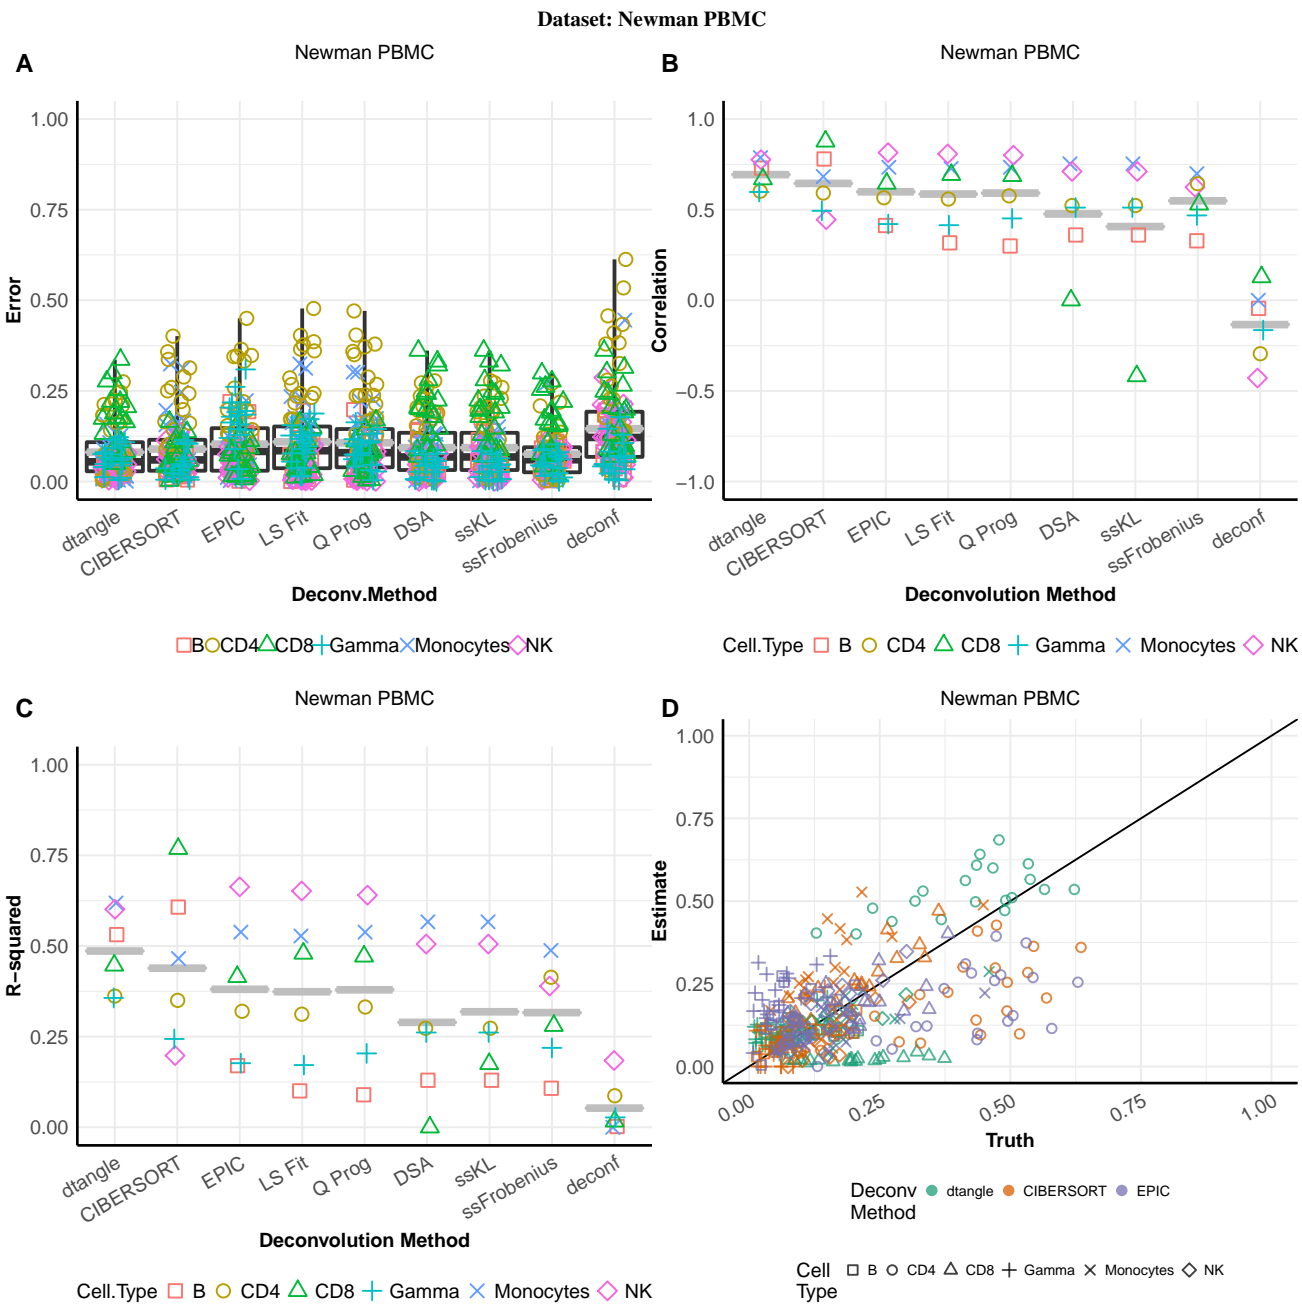 Dataset: Newman PBMC
A
Newman PBMC
1.00
0.75
0.50
0.25
0.00
Error
dtangle
CIBERSORT
EPIC
LS Fit
Q Prog
DSA
ssKL
ssFrobenius
deconf
Deconv.Method
B CD4 CD8 Gamma Monocytes NK
B
Newman PBMC
1.0
0.5
0.0
−0.5
−1.0
Correlation
dtangle
CIBERSORT
EPIC
LS Fit
Q Prog
DSA
ssKL
ssFrobenius
deconf
Deconvolution Method
Cell.Type B CD4 CD8 Gamma Monocytes NK
C
Newman PBMC
1.00
0.75
0.50
0.25
0.00
R−squared
dtangle
CIBERSORT
EPIC
LS Fit
Q Prog
DSA
ssKL
ssFrobenius
deconf
Deconvolution Method
Cell.Type B CD4 CD8 Gamma Monocytes NK
D
Newman PBMC
1.00
0.75
0.50
0.25
0.00
Estimate
0.00
0.25
0.50
0.75
1.00
Truth
Deconv dtangle CIBERSORT EPIC
Method
Cell B CD4 CD8 Gamma Monocytes NK
Type